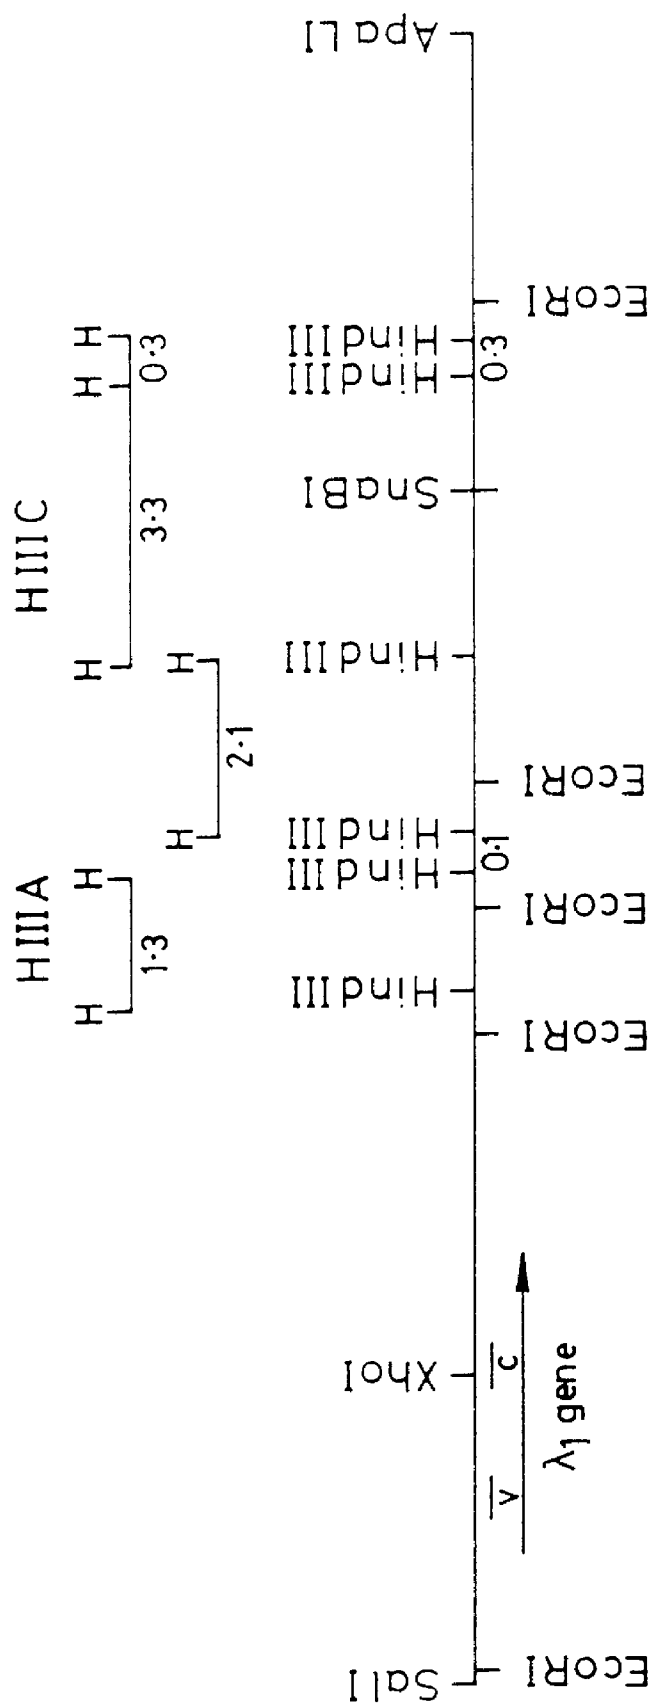 HIIIA HIIIC
H H H H H
1·3 3·3 0·3
H H
2·1
SalI XhoI HindIII HindIII HindIII HindIII SnaBI HindIII HindIII ApaLI
V C 0·1 0·3
EcoRI EcoRI EcoRI EcoRI EcoRI
λ1 gene